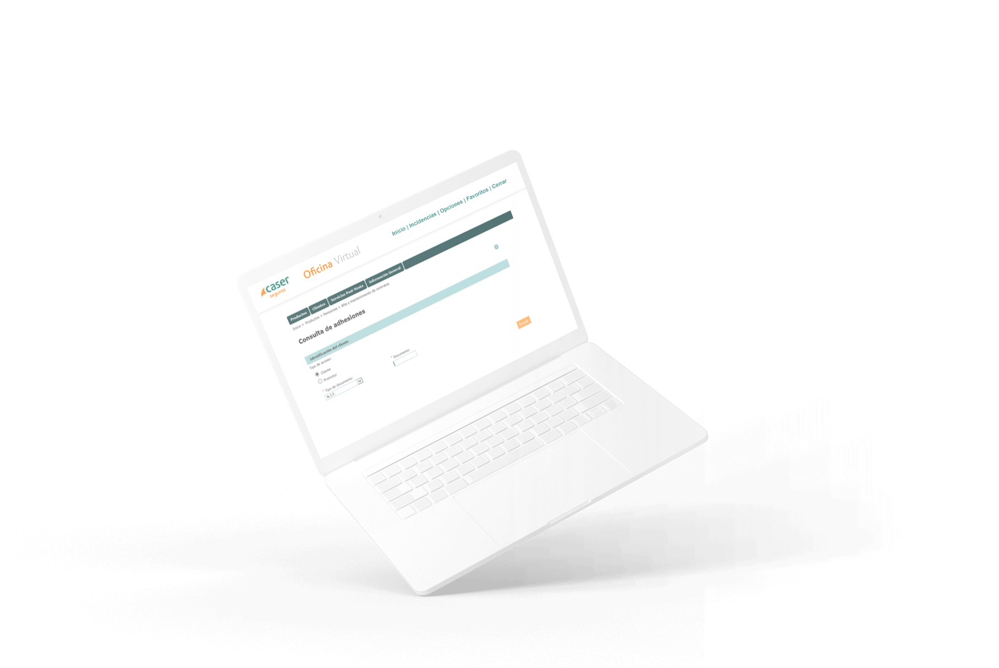 Inicio | Incidencias | Opciones | Favoritos | Cerrar
caser
seguros
Oficina Virtual
Productos
Clientes
Servicios Post Venta
Información General
Inicio > Productos > Pensiones > Alta y mantenimiento de contratos
Consulta de adhesiones
Identificación del cliente
Tipo de acceso:
Cliente
Promotor
* Tipo de documento:
N.I.F.
* Documento: